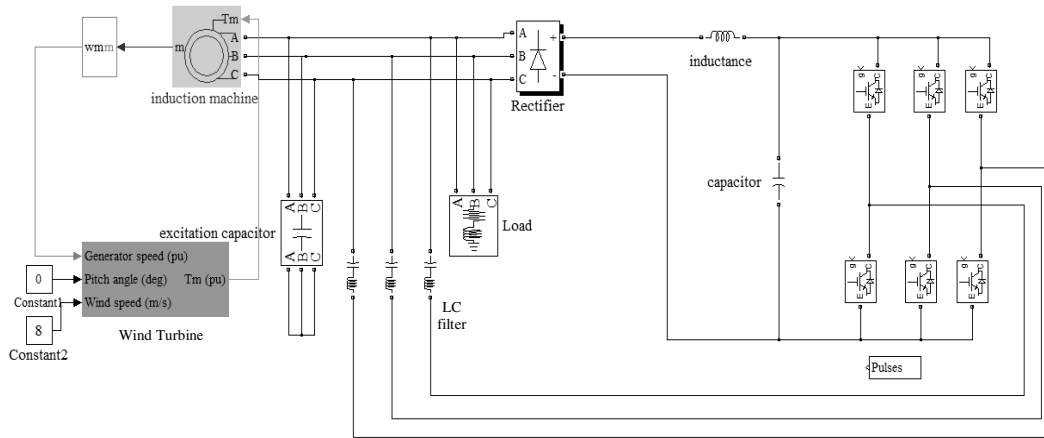 Tm
wm m
m
A
B
C
induction machine
A
B
C
+
-
Rectifier
inductance
g
C
E
g
C
E
g
C
E
capacitor
A
B
C
A
B
C
excitation capacitor
A
B
C
Load
Generator speed (pu)
Pitch angle (deg)
Tm (pu)
Wind speed (m/s)
0
Constant1
8
Constant2
Wind Turbine
LC
filter
g
C
E
g
C
E
g
C
E
Pulses